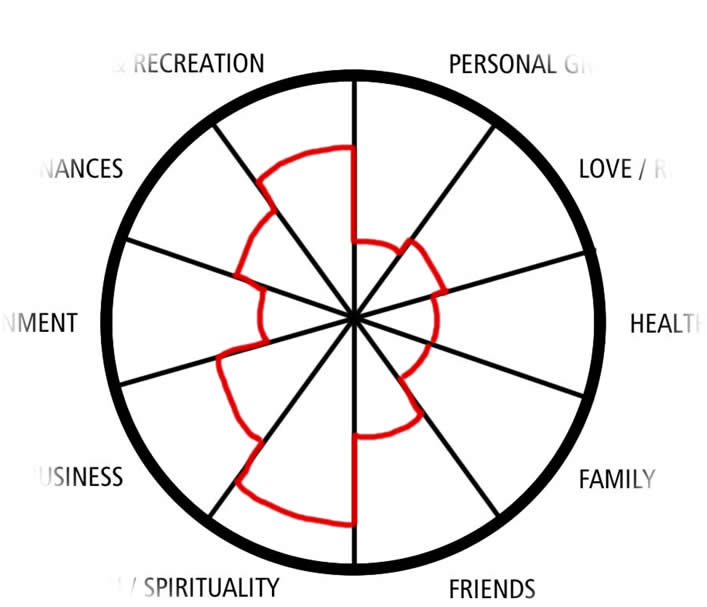 & RECREATION
PERSONAL
NANCES
LOVE /
NMENT
HEALTH
USINESS
FAMILY
/ SPIRITUALITY
FRIENDS